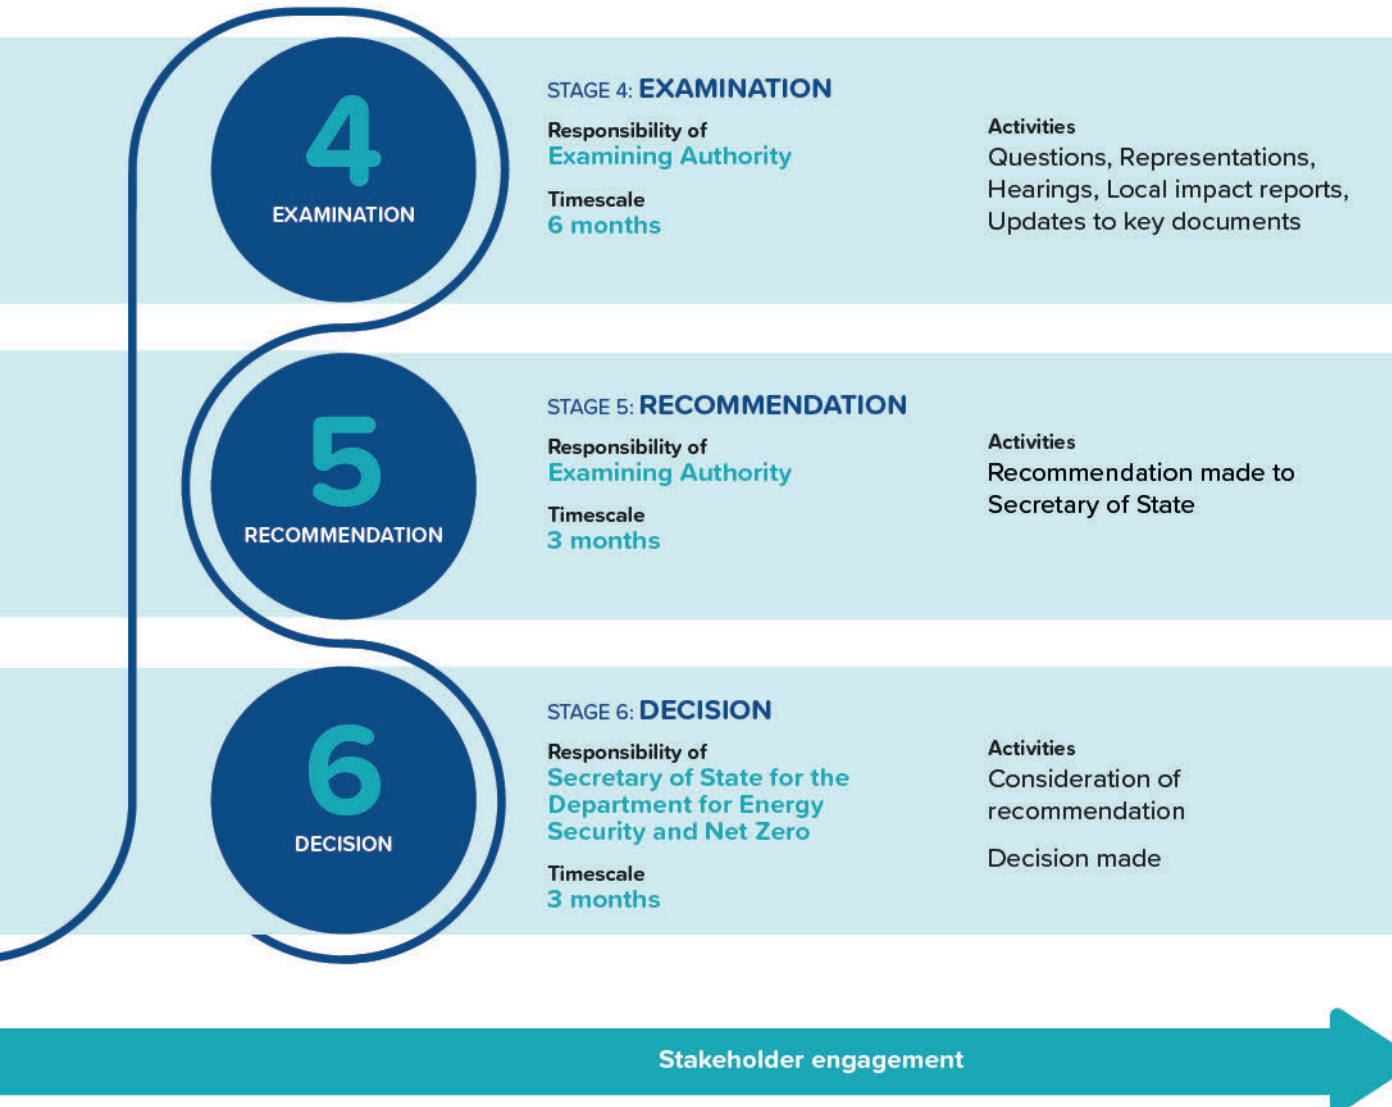 4
EXAMINATION
STAGE 4: EXAMINATION
Responsibility of
Examining Authority
Timescale
6 months
Activities
Questions, Representations,
Hearings, Local impact reports,
Updates to key documents
5
RECOMMENDATION
STAGE 5: RECOMMENDATION
Responsibility of
Examining Authority
Timescale
3 months
Activities
Recommendation made to
Secretary of State
6
DECISION
STAGE 6: DECISION
Responsibility of
Secretary of State for the
Department for Energy
Security and Net Zero
Timescale
3 months
Activities
Consideration of
recommendation
Decision made
Stakeholder engagement